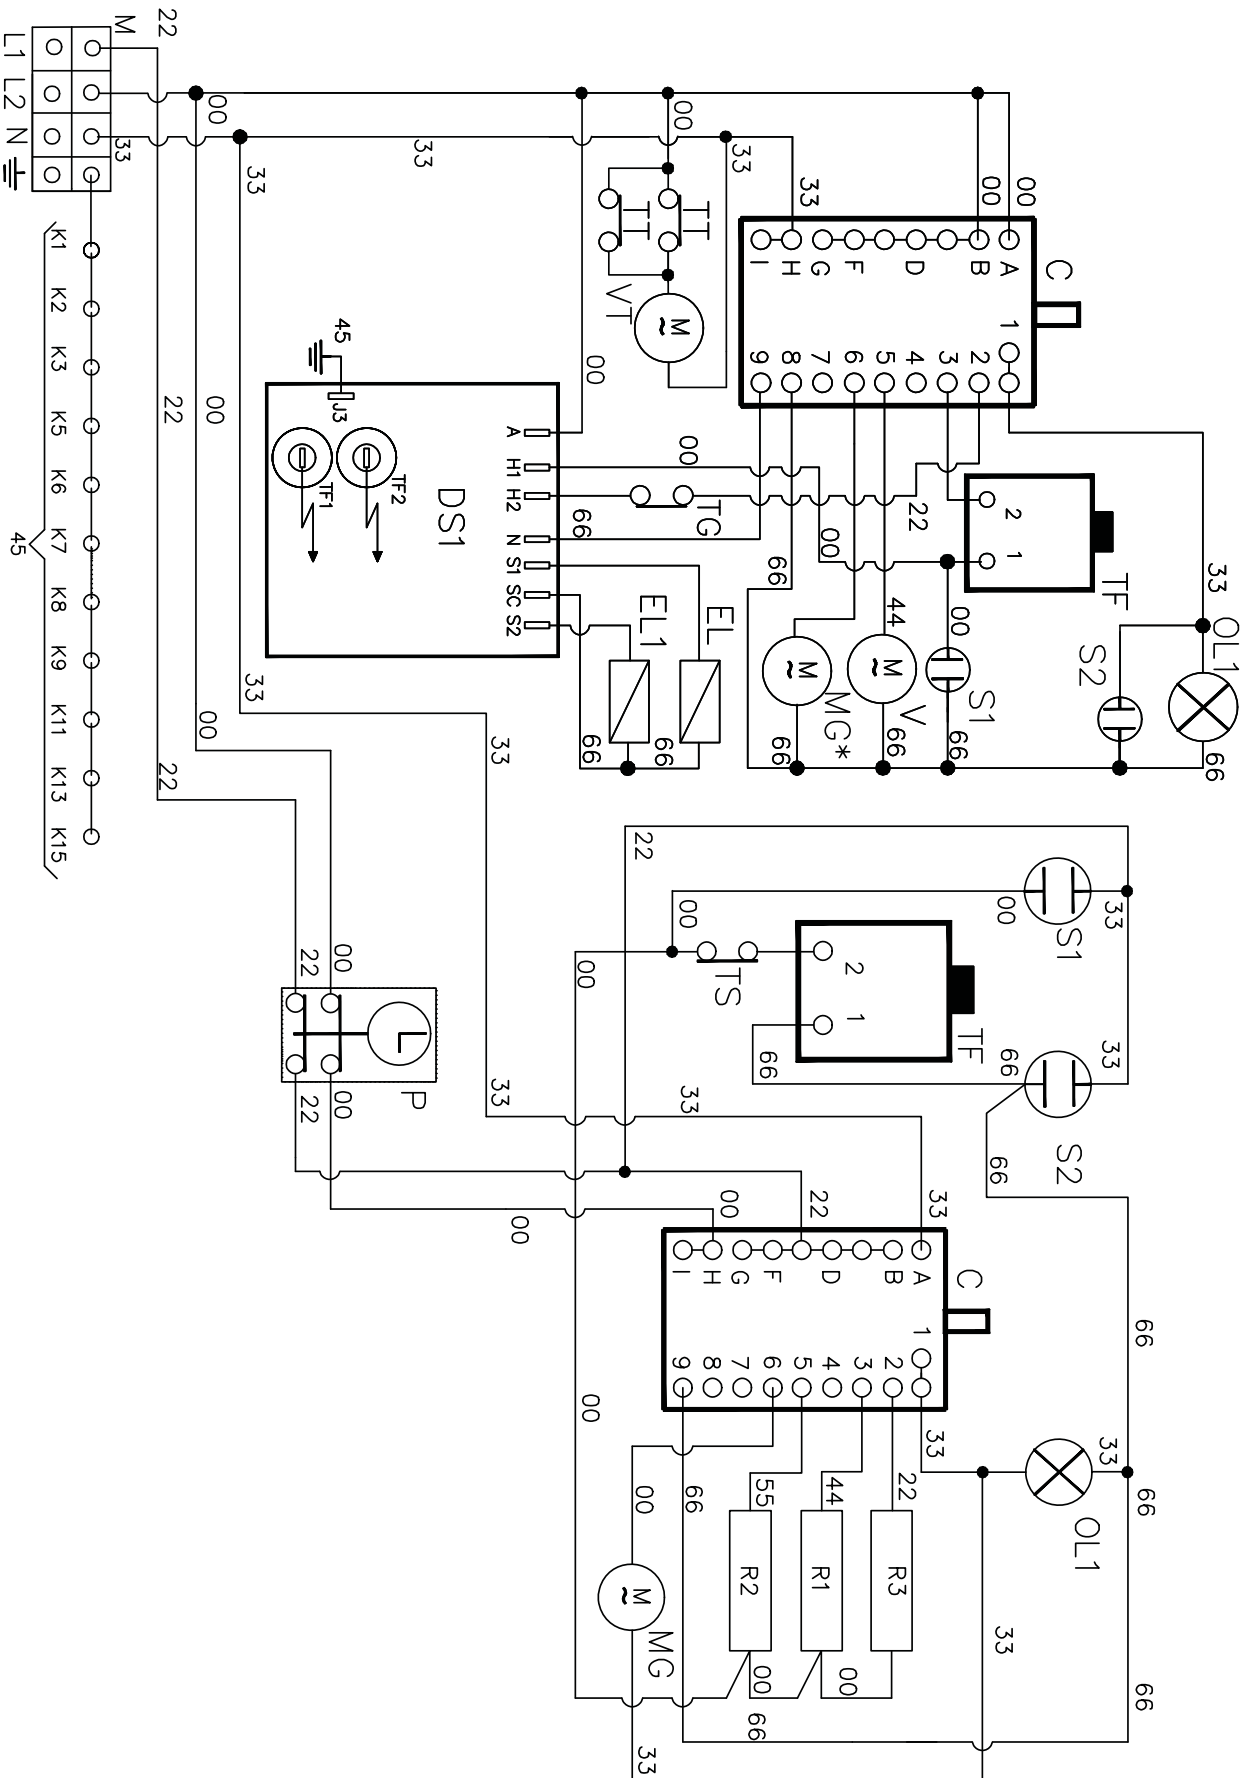 M
22
L1
L2
N
33
00
33
33
00
33
33
00
00
C
A
B
D
F
G
H
I
1
2
3
4
5
6
7
8
9
VT
M
~
45
J3
TF1
TF2
DS1
A
H1
H2
N
S1
SC
S2
00
00
TG
66
22
00
66
2
1
TF
33
OL1
S2
66
00
S1
66
44
V
M
~
66
MG*
M
~
66
EL
EL1
66
66
K1
K2
K3
K5
K6
K7
K8
K9
K11
K13
K15
45
22
00
33
00
22
33
22
33
00
S1
00
2
1
TF
TS
00
66
33
66
S2
66
00
22
P
00
22
33
33
00
00
22
33
C
A
B
D
F
G
H
I
1
2
3
4
5
6
7
8
9
66
33
OL1
66
33
22
44
55
66
00
00
R3
R1
R2
M
~
MG
00
00
66
33
33
66